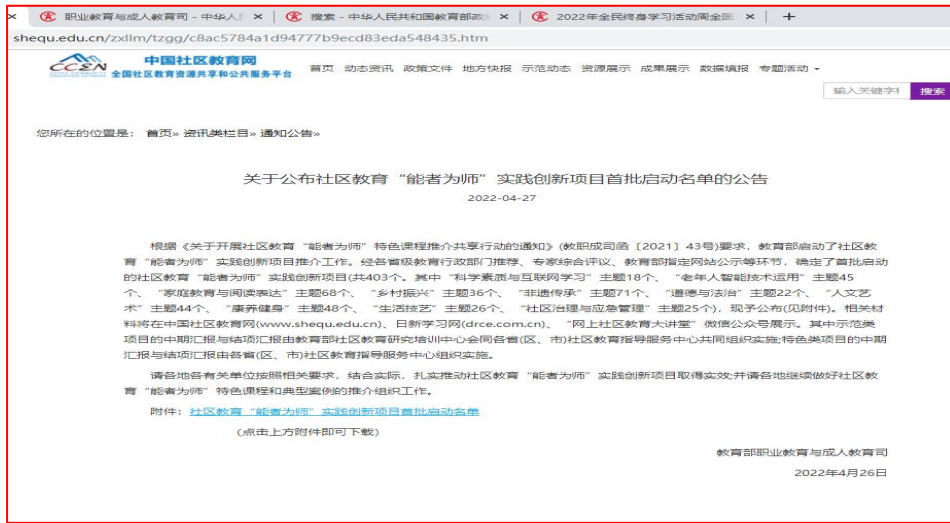 职业教育与成人教育司 - 中华人民 × 搜索 - 中华人民共和国教育部政府 × 2022年全民终身学习活动周全国 × +
shequ.edu.cn/zxllm/tzgg/c8ac5784a1d94777b9ecd83eda548435.htm
CCEN 中国社区教育网
全国社区教育资源共享和公共服务平台
首页 动态资讯 政策文件 地方快报 示范动态 资源展示 成果展示 数据填报 专题活动
输入关键字 搜索
您所在的位置是: 首页» 资讯类栏目» 通知公告»
关于公布社区教育“能者为师”实践创新项目首批启动名单的公告
2022-04-27
根据《关于开展社区教育“能者为师”特色课程推介共享行动的通知》(教职成司函〔2021〕43号)要求，教育部启动了社区教
育“能者为师”实践创新项目推介工作。经各省级教育行政部门推荐、专家综合评议、教育部指定网站公示等环节，确定了首批启动
的社区教育“能者为师”实践创新项目(共403个。其中“科学素质与互联网学习”主题18个、“老年人智能技术运用”主题45
个、“家庭教育与阅读表达”主题68个、“乡村振兴”主题36个、“非遗传承”主题71个、“道德与法治”主题22个、“人文艺
术”主题44个、“康养健身”主题48个、“生活技艺”主题26个、“社区治理与应急管理”主题25个)，现予公布(见附件)。相关材
料将在中国社区教育网(www.shequ.edu.cn)、日新学习网(drce.com.cn)、“网上社区教育大讲堂”微信公众号展示。其中示范类
项目的中期汇报与结项汇报由教育部社区教育研究培训中心会同各省(区、市)社区教育指导服务中心共同组织实施;特色类项目的中期
汇报与结项汇报由各省(区、市)社区教育指导服务中心组织实施。
请各地各有关单位按照相关要求，结合实际，扎实推动社区教育“能者为师”实践创新项目取得实效;并请各地继续做好社区教
育“能者为师”特色课程和典型案例的推介组织工作。
附件: 社区教育“能者为师”实践创新项目首批启动名单
(点击上方附件即可下载)
教育部职业教育与成人教育司
2022年4月26日